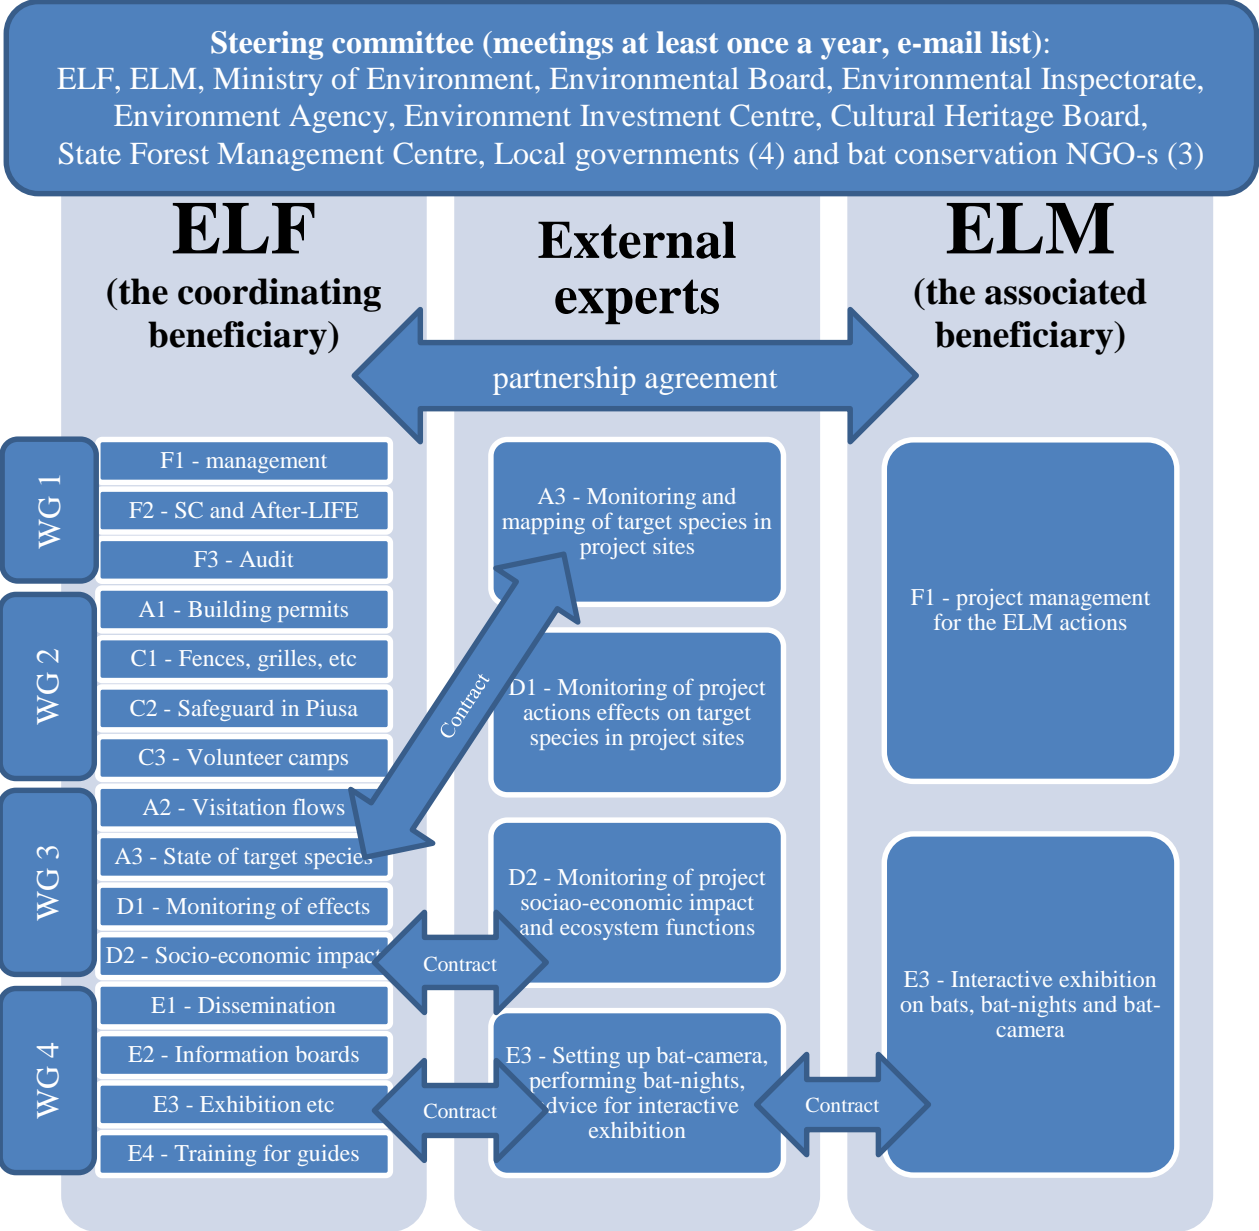 Steering committee (meetings at least once a year, e-mail list):
ELF, ELM, Ministry of Environment, Environmental Board, Environmental Inspectorate,
Environment Agency, Environment Investment Centre, Cultural Heritage Board,
State Forest Management Centre, Local governments (4) and bat conservation NGO-s (3)
ELF
(the coordinating
beneficiary)
External
experts
ELM
(the associated
beneficiary)
partnership agreement
WG 1
F1 - management
F2 - SC and After-LIFE
F3 - Audit
WG 2
A1 - Building permits
C1 - Fences, grilles, etc
C2 - Safeguard in Piusa
C3 - Volunteer camps
WG 3
A2 - Visitation flows
A3 - State of target species
D1 - Monitoring of effects
D2 - Socio-economic impact
WG 4
E1 - Dissemination
E2 - Information boards
E3 - Exhibition etc
E4 - Training for guides
Contract
Contract
Contract
A3 - Monitoring and
mapping of target species in
project sites
D1 - Monitoring of project
actions effects on target
species in project sites
D2 - Monitoring of project
sociao-economic impact
and ecosystem functions
E3 - Setting up bat-camera,
performing bat-nights,
advice for interactive
exhibition
Contract
F1 - project management
for the ELM actions
E3 - Interactive exhibition
on bats, bat-nights and bat-
camera